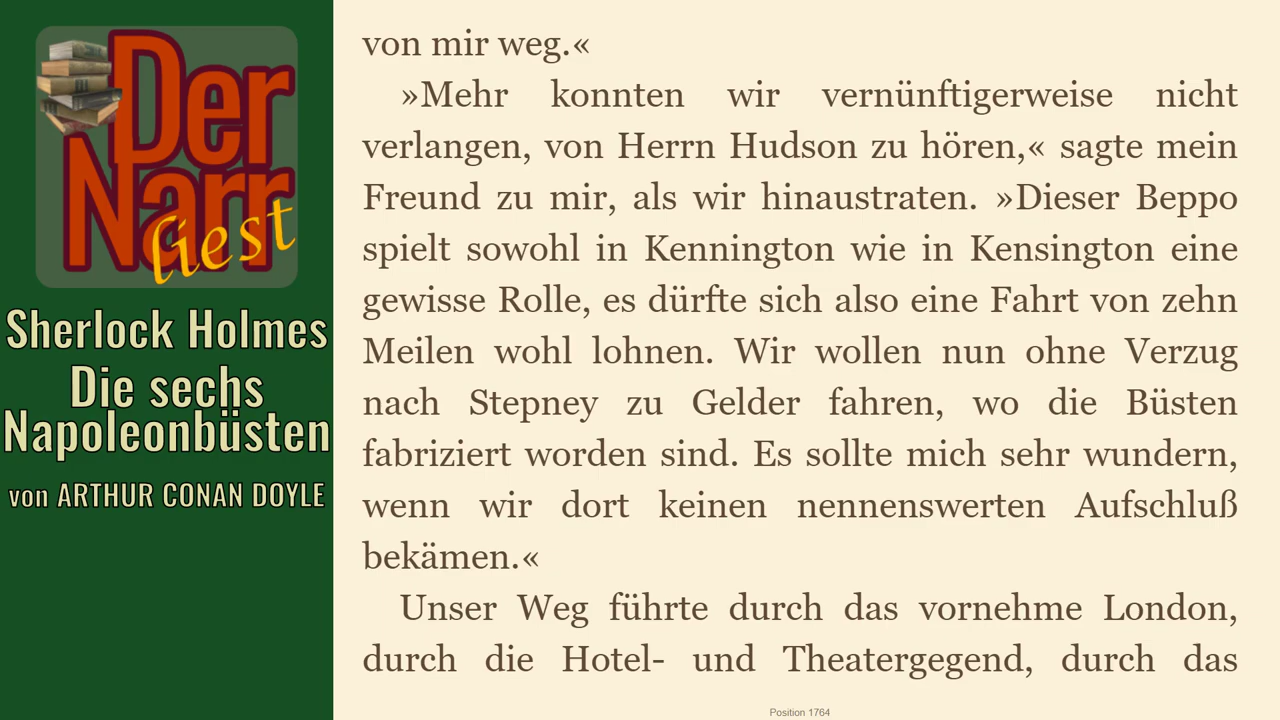 Der
Narr
liest
Sherlock Holmes
Die sechs
Napoleonbüsten
von ARTHUR CONAN DOYLE
von mir weg.«
»Mehr konnten wir vernünftigerweise nicht
verlangen, von Herrn Hudson zu hören,« sagte mein
Freund zu mir, als wir hinaustraten. »Dieser Beppo
spielt sowohl in Kennington wie in Kensington eine
gewisse Rolle, es dürfte sich also eine Fahrt von zehn
Meilen wohl lohnen. Wir wollen nun ohne Verzug
nach Stepney zu Gelder fahren, wo die Büsten
fabriziert worden sind. Es sollte mich sehr wundern,
wenn wir dort keinen nennenswerten Aufschluß
bekämen.«
Unser Weg führte durch das vornehme London,
durch die Hotel- und Theatergegend, durch das
Position 1764